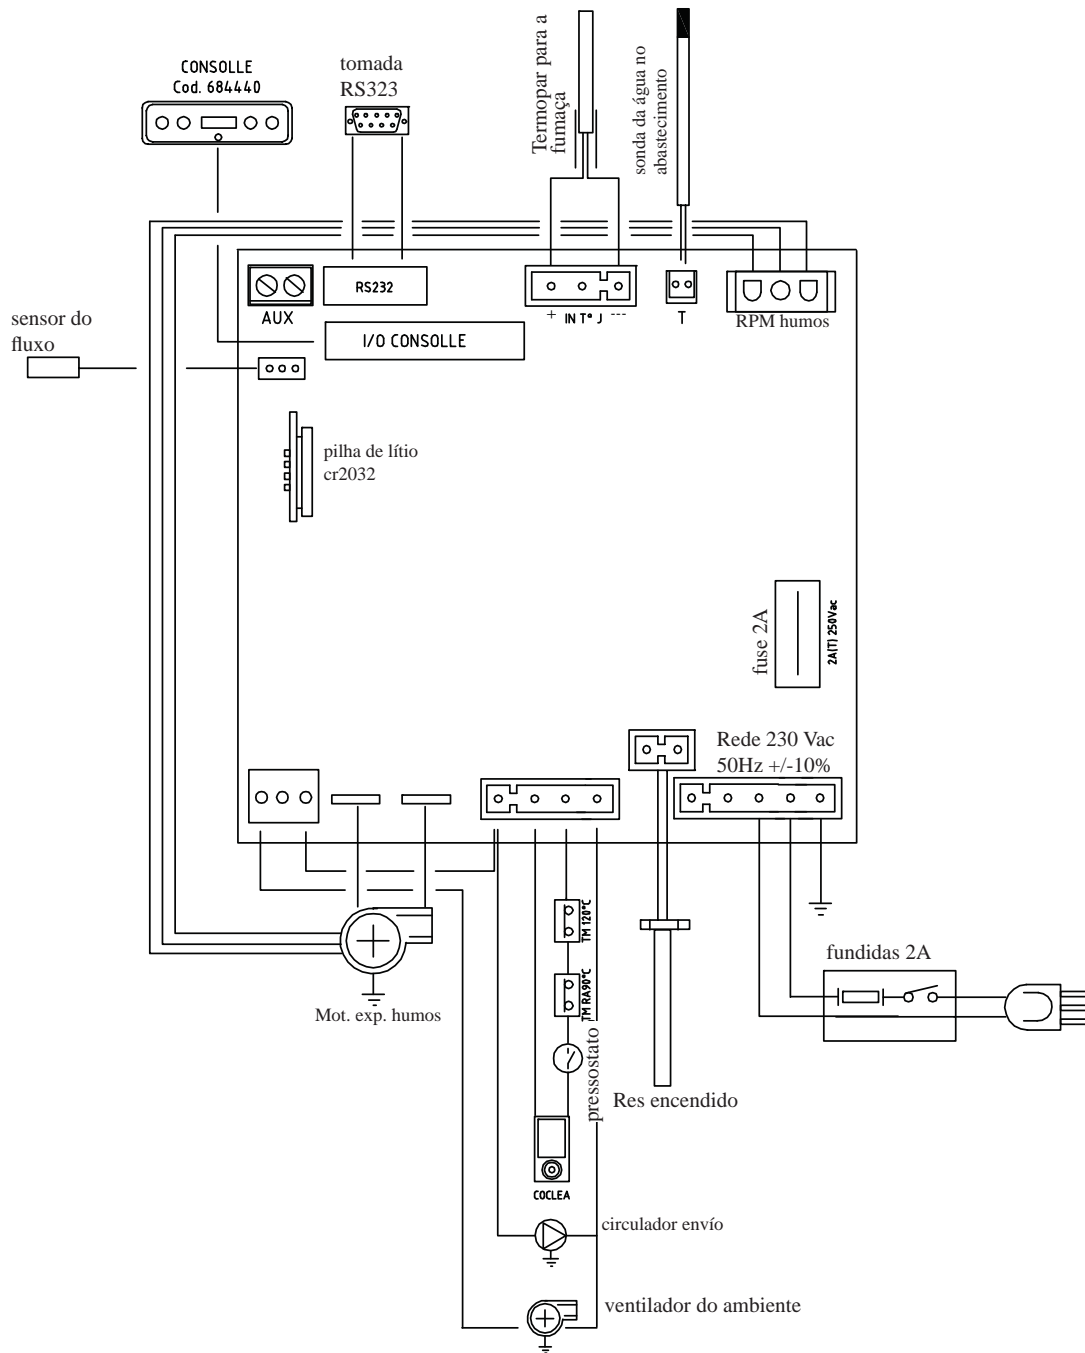 CONSOLLE
Cod. 684440
tomada
RS323
Termopar para a
fumaça
sonda da água no
abastecimento
AUX
RS232
I/O CONSOLLE
+ IN Tª J ---
T
RPM humos
sensor do
fluxo
pilha de lítio
cr2032
fuse 2A
2A(T) 250Vac
Rede 230 Vac
50Hz +/-10%
TM 120°C
TM RA90°C
pressostato
fundidas 2A
Mot. exp. humos
Res encendido
COCLEA
circulador envío
ventilador do ambiente